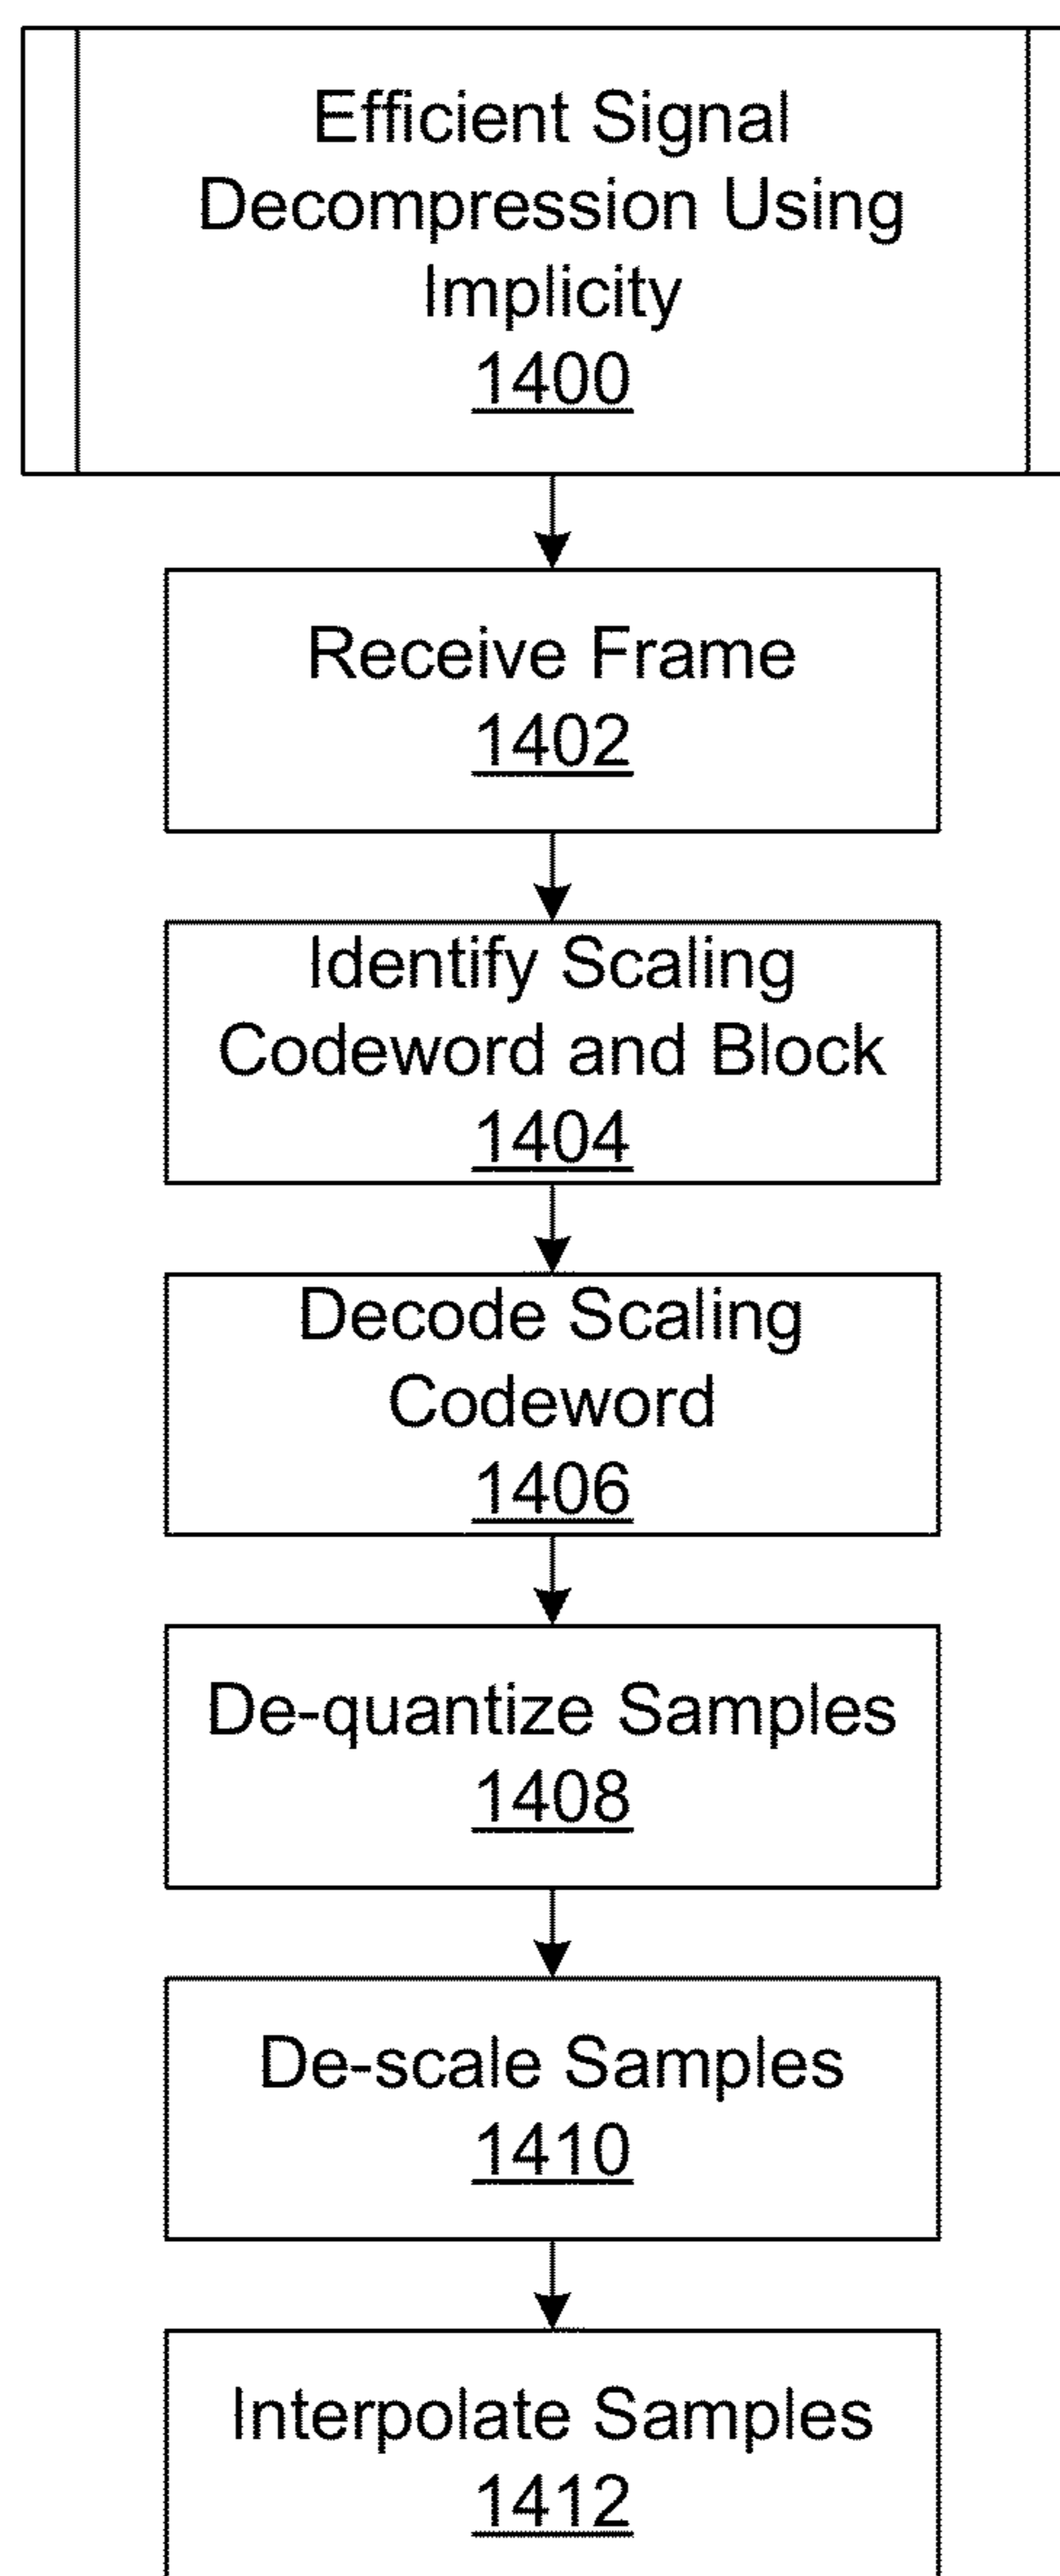 Efficient Signal
Decompression Using
Implicity
1400
Receive Frame
1402
Identify Scaling
Codeword and Block
1404
Decode Scaling
Codeword
1406
De-quantize Samples
1408
De-scale Samples
1410
Interpolate Samples
1412